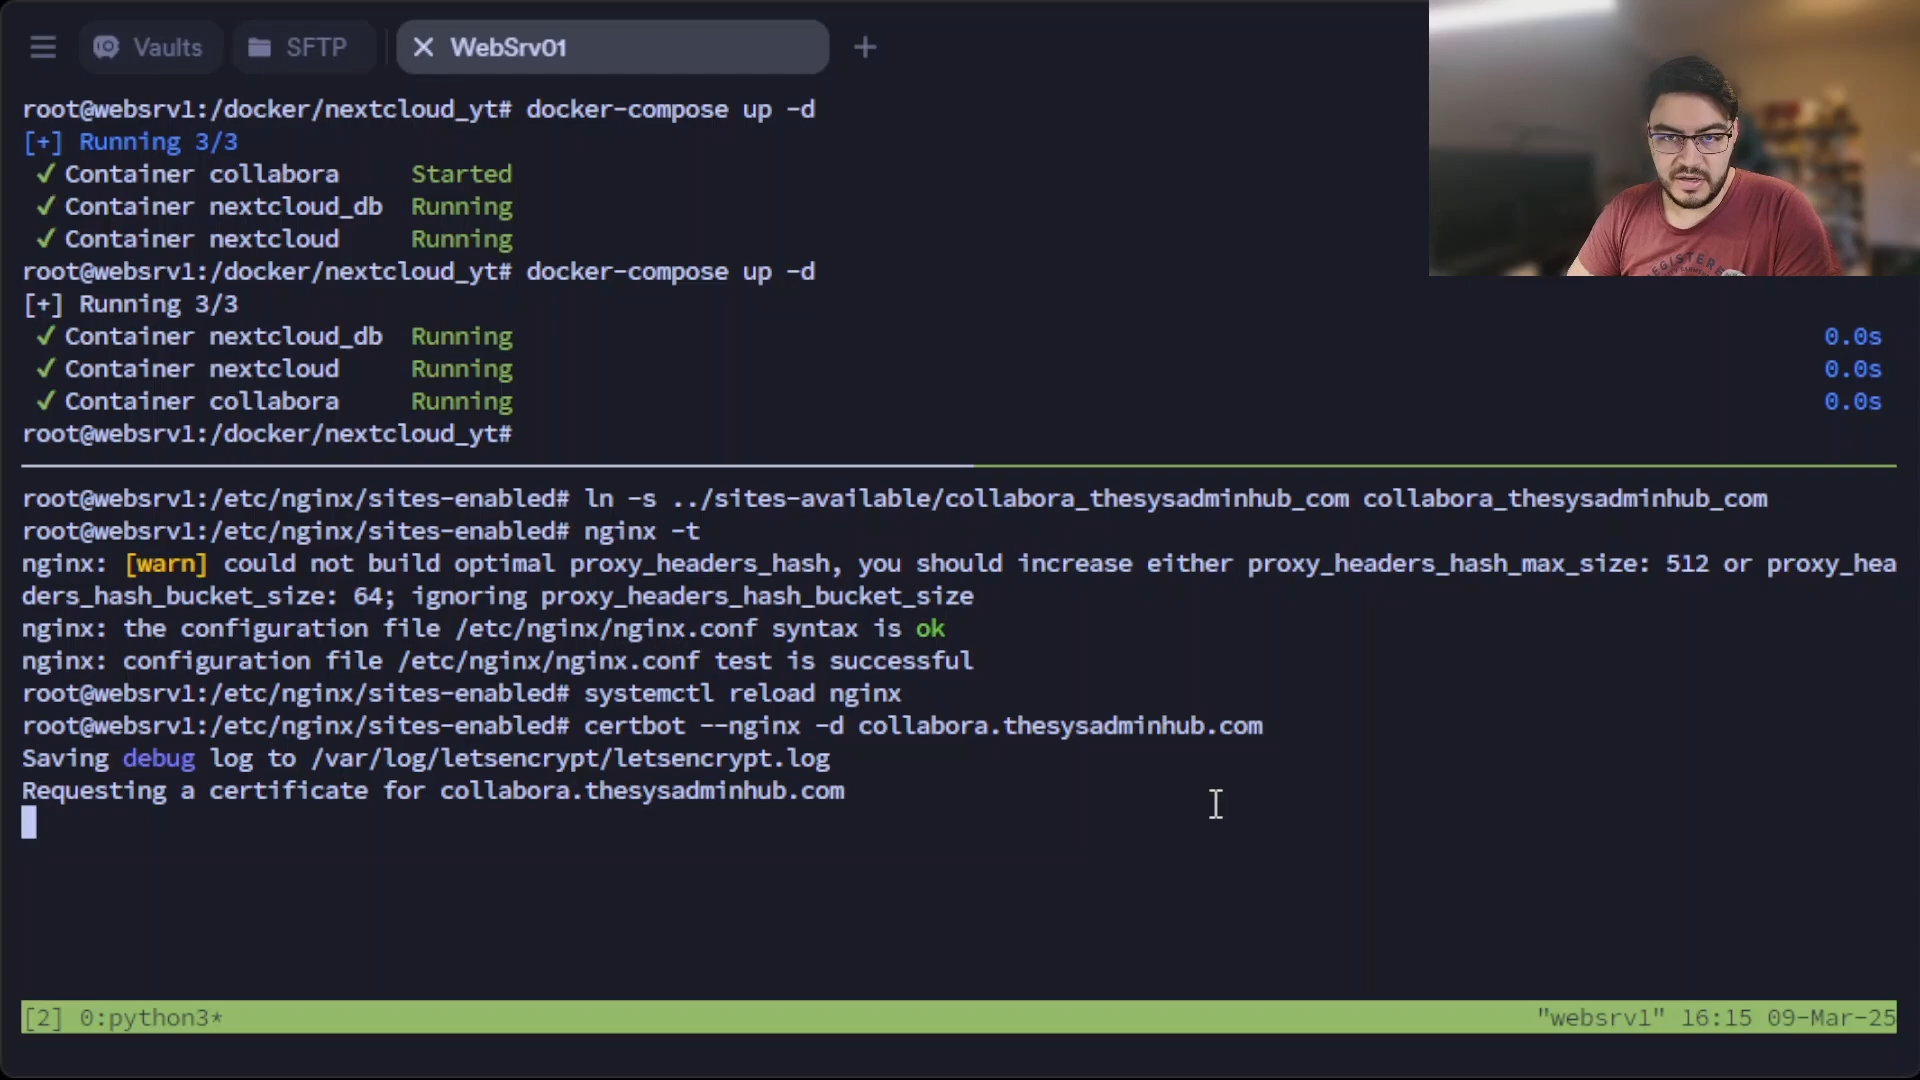 Vaults
SFTP
WebSrv01
root@websrv1:/docker/nextcloud_yt# docker-compose up -d
[+] Running 3/3
✓ Container collabora Started
✓ Container nextcloud_db Running
✓ Container nextcloud Running
root@websrv1:/docker/nextcloud_yt# docker-compose up -d
[+] Running 3/3
✓ Container nextcloud_db Running 0.0s
✓ Container nextcloud Running 0.0s
✓ Container collabora Running 0.0s
root@websrv1:/docker/nextcloud_yt#
root@websrv1:/etc/nginx/sites-enabled# ln -s ../sites-available/collabora_thesysadminhub_com collabora_thesysadminhub_com
root@websrv1:/etc/nginx/sites-enabled# nginx -t
nginx: [warn] could not build optimal proxy_headers_hash, you should increase either proxy_headers_hash_max_size: 512 or proxy_hea
ders_hash_bucket_size: 64; ignoring proxy_headers_hash_bucket_size
nginx: the configuration file /etc/nginx/nginx.conf syntax is ok
nginx: configuration file /etc/nginx/nginx.conf test is successful
root@websrv1:/etc/nginx/sites-enabled# systemctl reload nginx
root@websrv1:/etc/nginx/sites-enabled# certbot --nginx -d collabora.thesysadminhub.com
Saving debug log to /var/log/letsencrypt/letsencrypt.log
Requesting a certificate for collabora.thesysadminhub.com
[2] 0:python3* "websrv1" 16:15 09-Mar-25